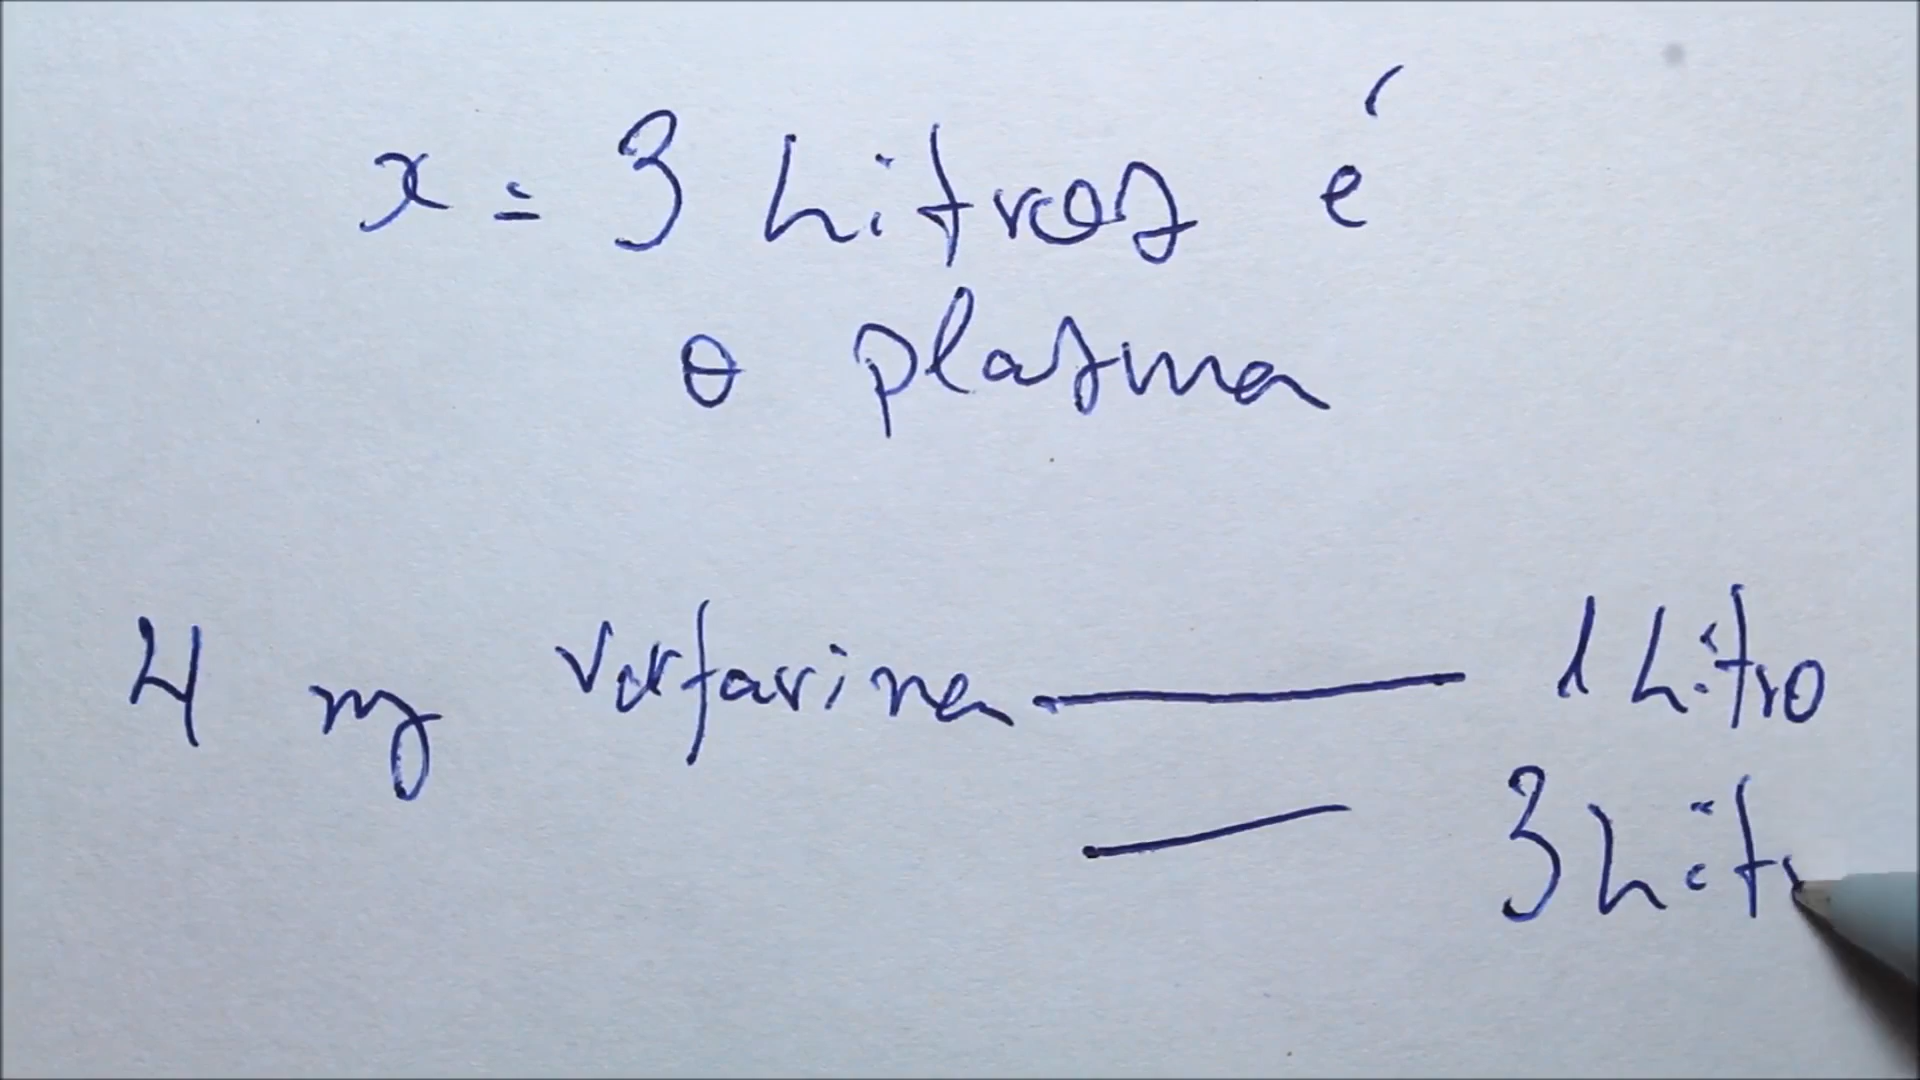 x = 3 Litros é
o plasma
4 mg Varfarina — 1 Litro
— 3 Litr